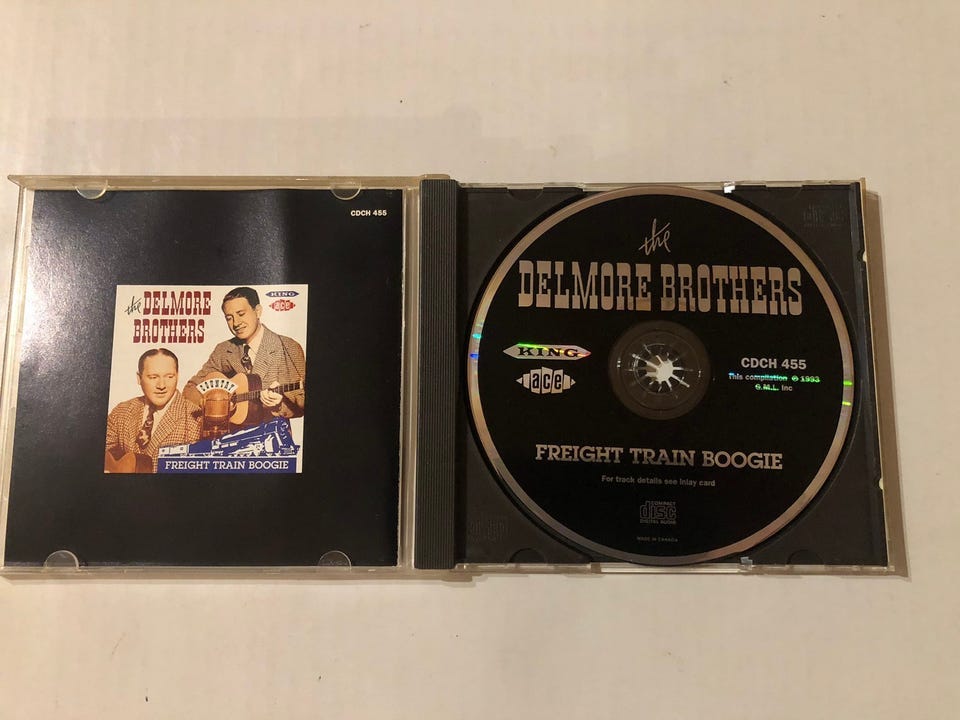 CDCH 455
the DELMORE
BROTHERS
KING
ace
COUNTRY
FREIGHT TRAIN BOOGIE
the
DELMORE BROTHERS
KING
ace
CDCH 455
This compilation ℗ 1993
G.M.L. Inc
FREIGHT TRAIN BOOGIE
For track details see inlay card
COMPACT
disc
DIGITAL AUDIO
MADE IN CANADA